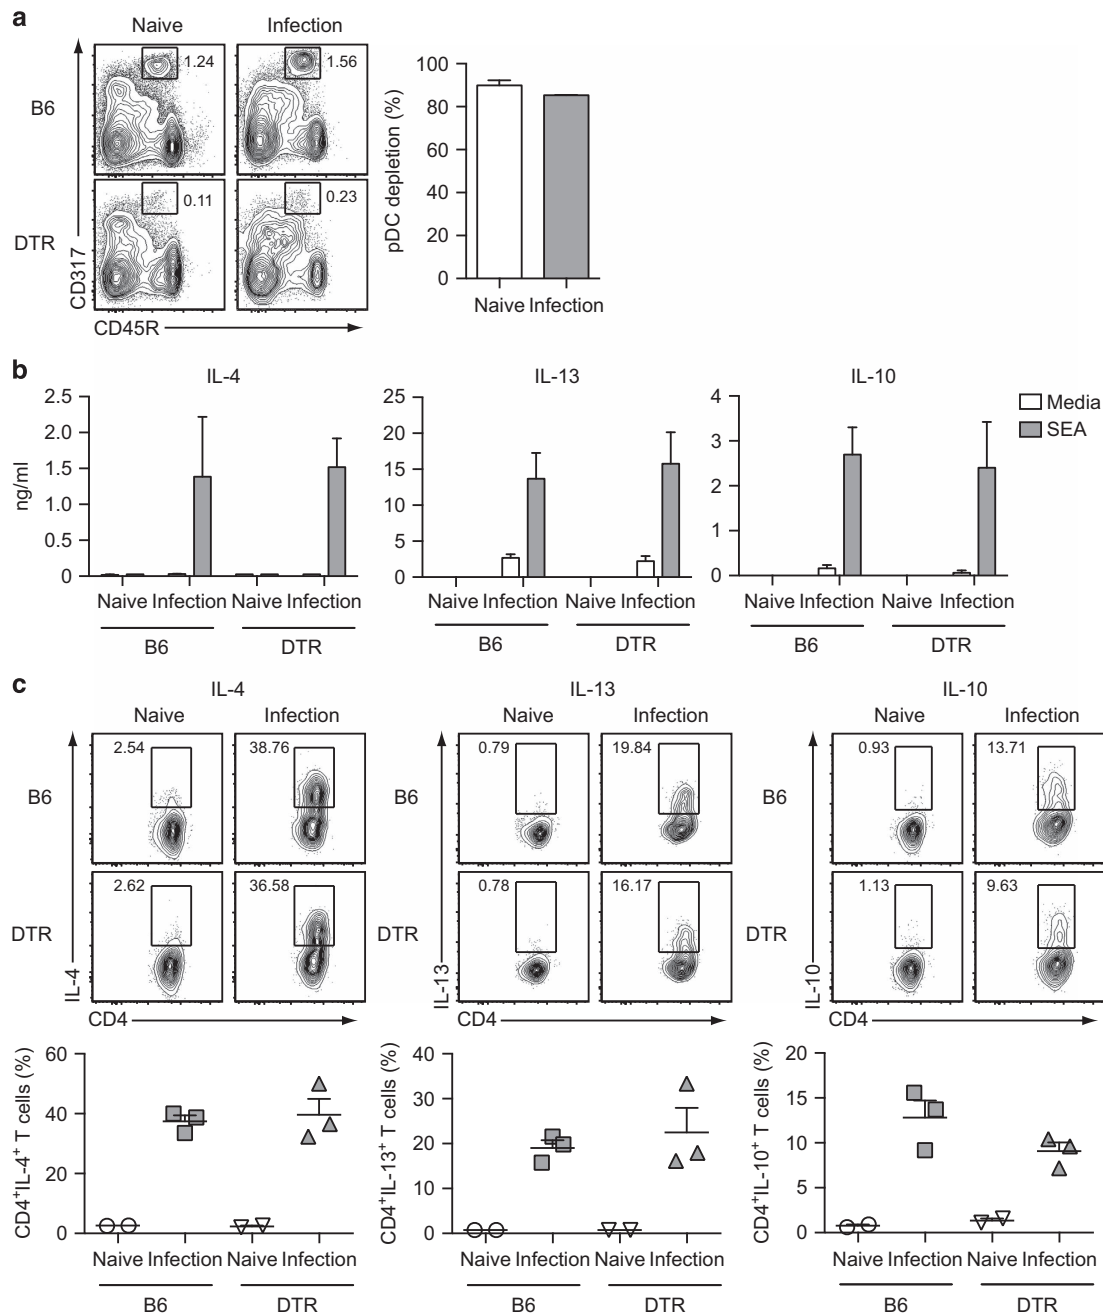 a
Naive Infection
B6
1.24
1.56
DTR
0.11
0.23
CD317
CD45R
pDC depletion (%)
100
80
60
40
20
0
Naive Infection
b
IL-4
ng/ml
2.5
2.0
1.5
1.0
0.5
0
Naive Infection Naive Infection
B6 DTR
IL-13
25
20
15
10
5
0
Naive Infection Naive Infection
B6 DTR
IL-10
4
3
2
1
0
Naive Infection Naive Infection
B6 DTR
Media
SEA
c
IL-4
Naive Infection
B6
2.54
38.76
DTR
2.62
36.58
IL-4
CD4
IL-13
Naive Infection
B6
0.79
19.84
DTR
0.78
16.17
IL-13
CD4
IL-10
Naive Infection
B6
0.93
13.71
DTR
1.13
9.63
IL-10
CD4
CD4+IL-4+ T cells (%)
60
40
20
0
Naive Infection Naive Infection
B6 DTR
CD4+IL-13+ T cells (%)
40
30
20
10
0
Naive Infection Naive Infection
B6 DTR
CD4+IL-10+ T cells (%)
20
15
10
5
0
Naive Infection Naive Infection
B6 DTR